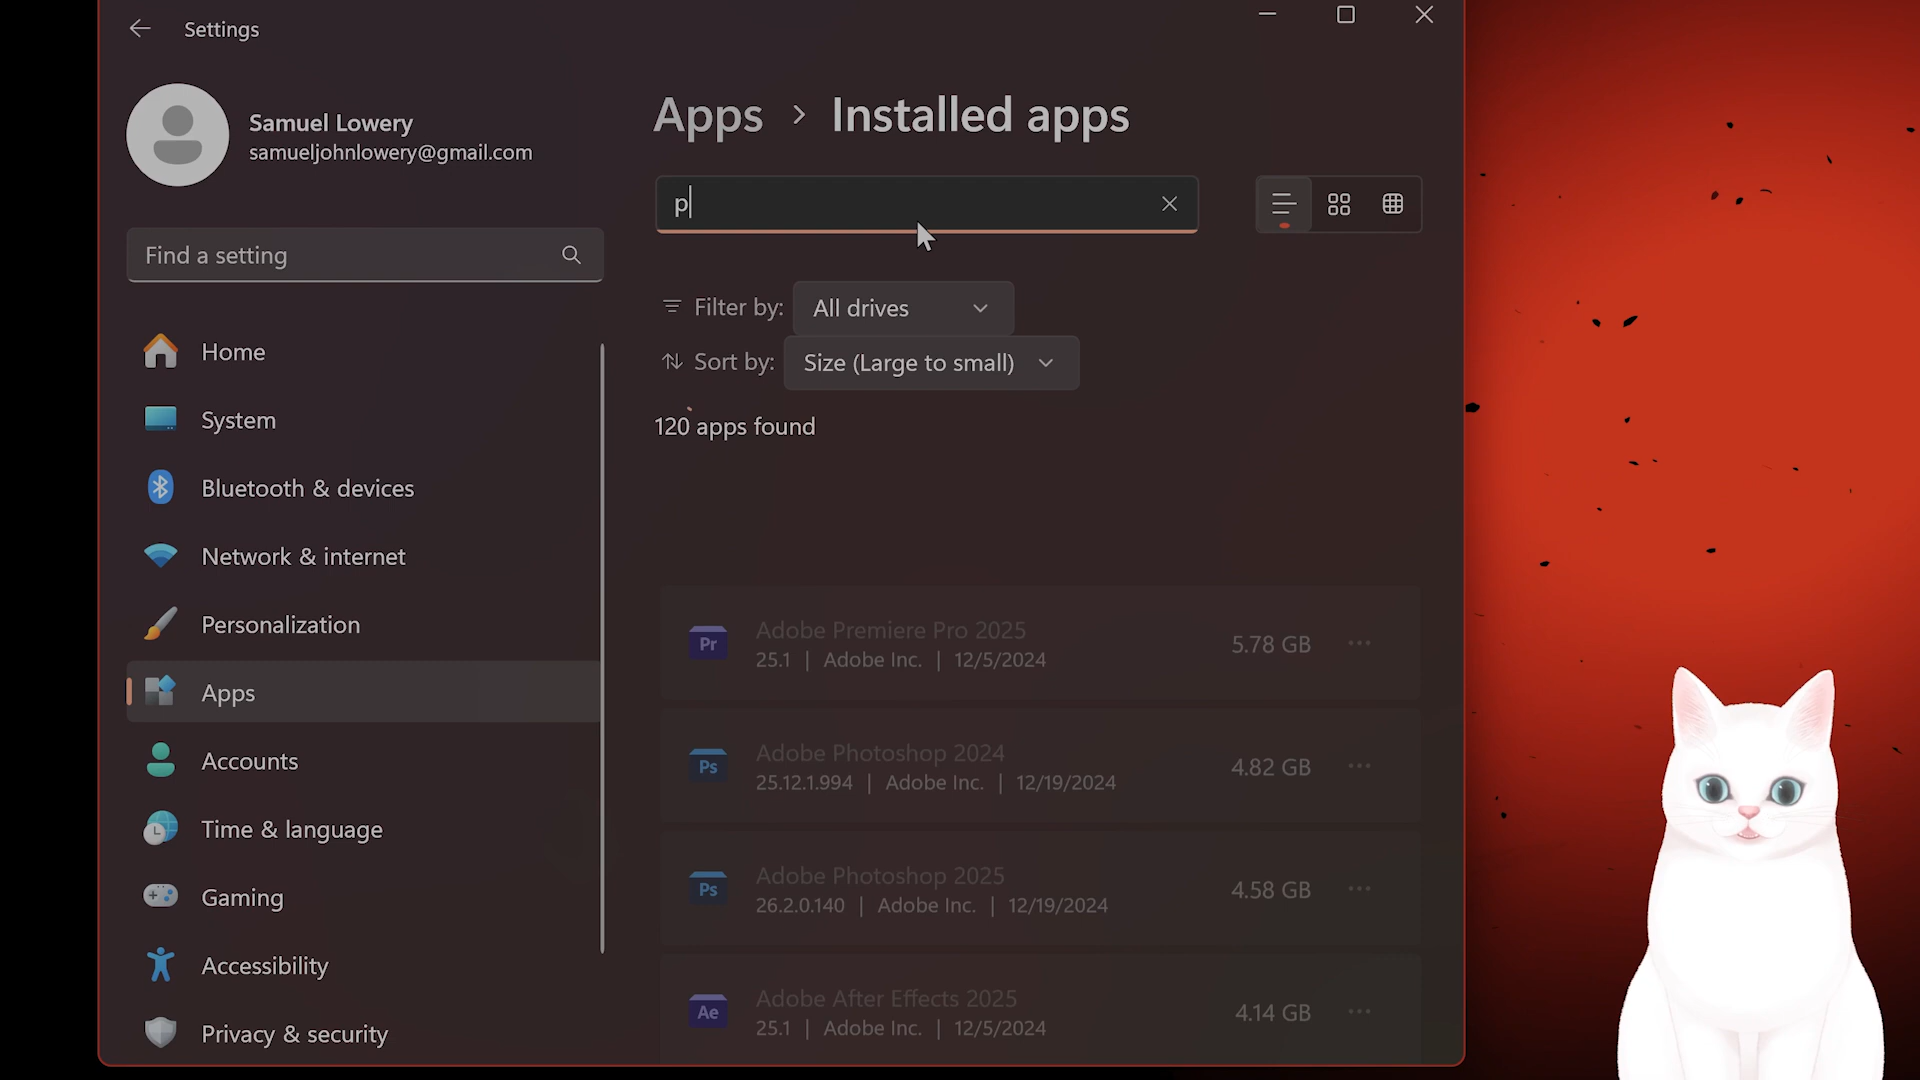 Settings
Samuel Lowery
samueljohnlowery@gmail.com
Find a setting
Home
System
Bluetooth & devices
Network & internet
Personalization
Apps
Accounts
Time & language
Gaming
Accessibility
Privacy & security
Apps > Installed apps
p
Filter by: All drives
Sort by: Size (Large to small)
120 apps found
Pr
Adobe Premiere Pro 2025
25.1 | Adobe Inc. | 12/5/2024
5.78 GB
Ps
Adobe Photoshop 2024
25.12.1.994 | Adobe Inc. | 12/19/2024
4.82 GB
Ps
Adobe Photoshop 2025
26.2.0.140 | Adobe Inc. | 12/19/2024
4.58 GB
Ae
Adobe After Effects 2025
25.1 | Adobe Inc. | 12/5/2024
4.14 GB